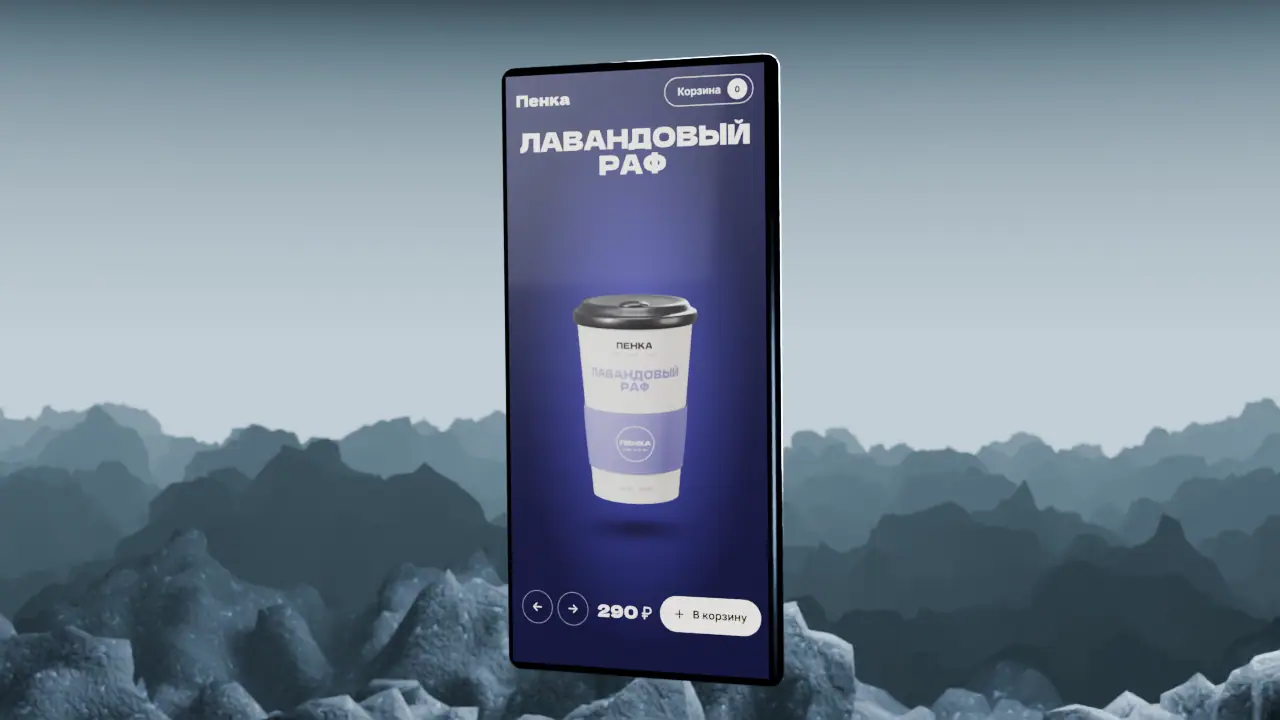 Пенка
Корзина 0
ЛАВАНДОВЫЙ
РАФ
ПЕНКА
ЛАВАНДОВЫЙ
РАФ
ПЕНКА
290 ₽
+ В корзину